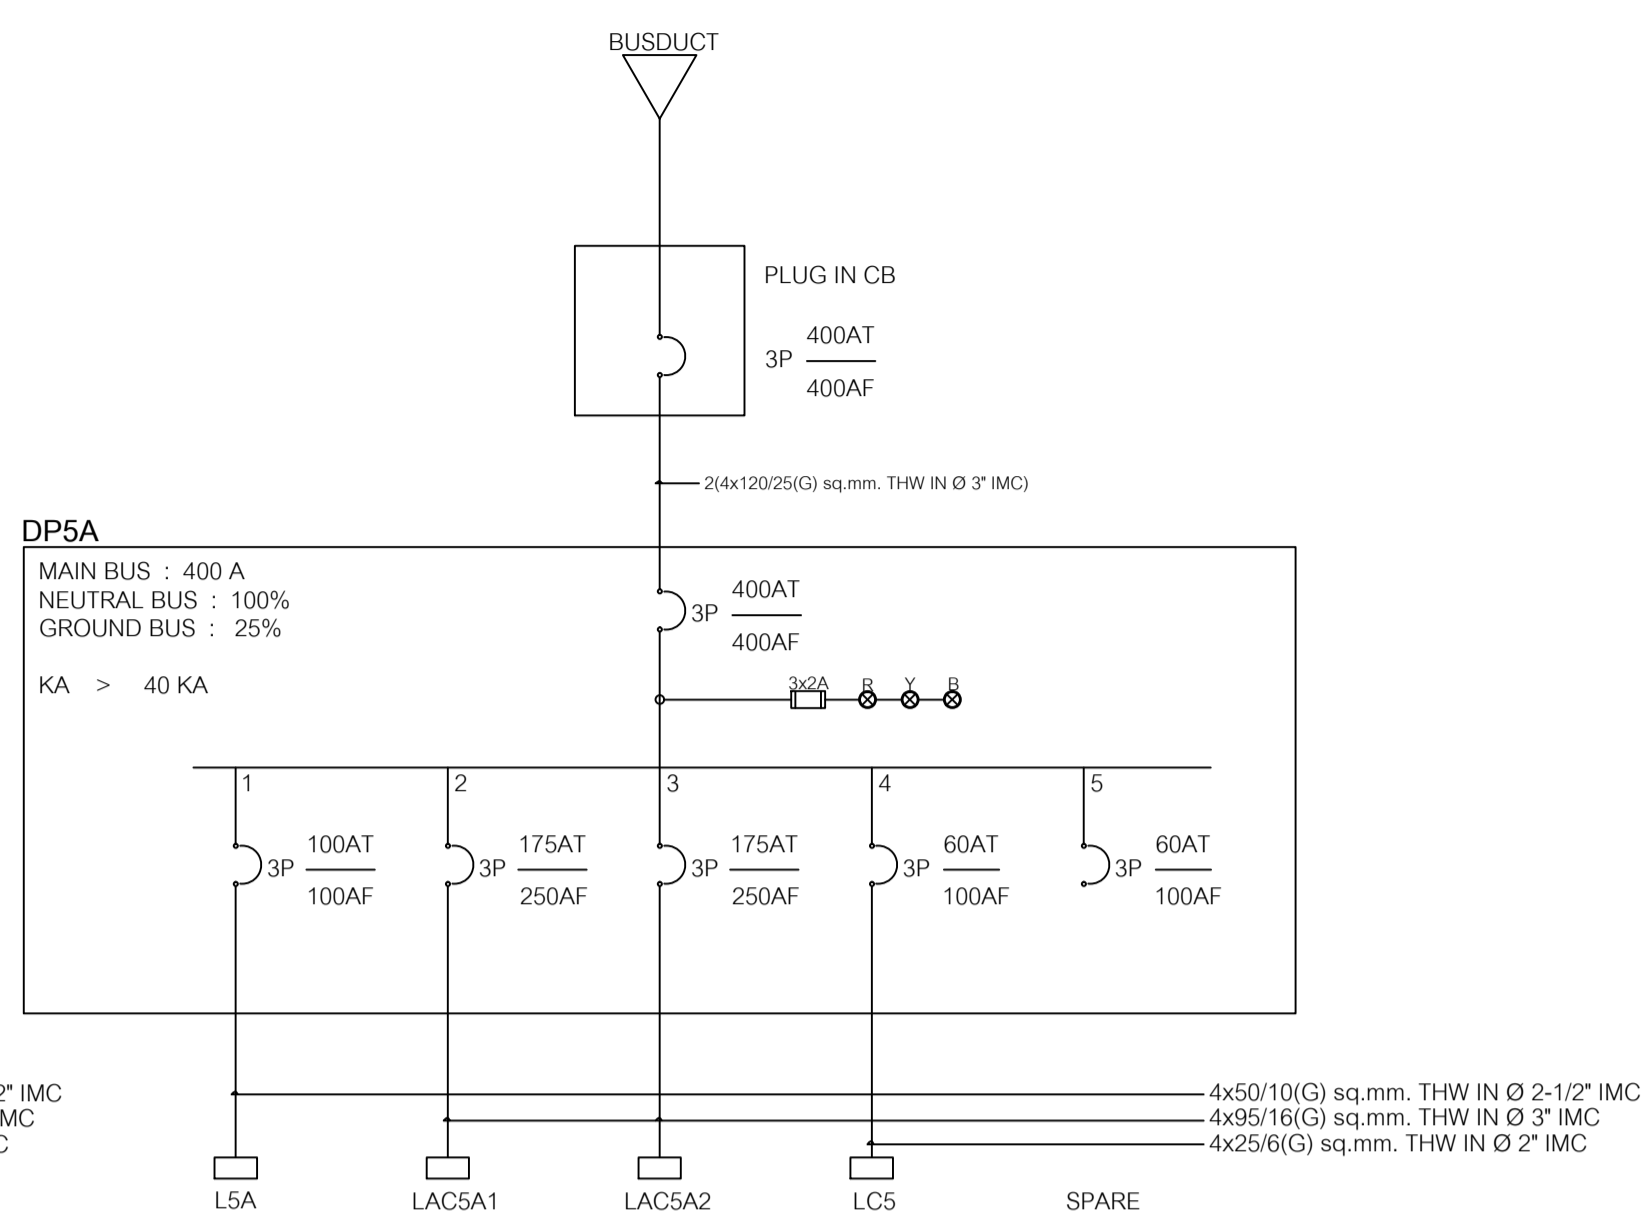 BUSDUCT
PLUG IN CB
3P 400AT
400AF
2(4x120/25(G) sq.mm. THW IN Ø 3" IMC)
DP5A
MAIN BUS : 400 A
NEUTRAL BUS : 100%
GROUND BUS : 25%
KA > 40 KA
3P 400AT
400AF
3x2A R Y B
1 2 3 4 5
3P 100AT
100AF
3P 175AT
250AF
3P 175AT
250AF
3P 60AT
100AF
3P 60AT
100AF
2" IMC
MC
C
4x50/10(G) sq.mm. THW IN Ø 2-1/2" IMC
4x95/16(G) sq.mm. THW IN Ø 3" IMC
4x25/6(G) sq.mm. THW IN Ø 2" IMC
L5A LAC5A1 LAC5A2 LC5 SPARE